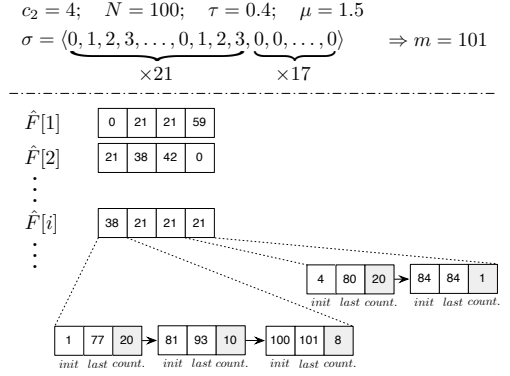 c₂ = 4; N = 100; τ = 0.4; μ = 1.5
σ = ⟨0, 1, 2, 3, . . . , 0, 1, 2, 3, 0, 0, . . . , 0⟩ ⇒ m = 101
×21 ×17
F̂[1] 0 21 21 59
F̂[2] 21 38 42 0
F̂[i] 38 21 21 21
4 80 20 84 84 1
init last count. init last count.
1 77 20 81 93 10 100 101 8
init last count. init last count. init last count.